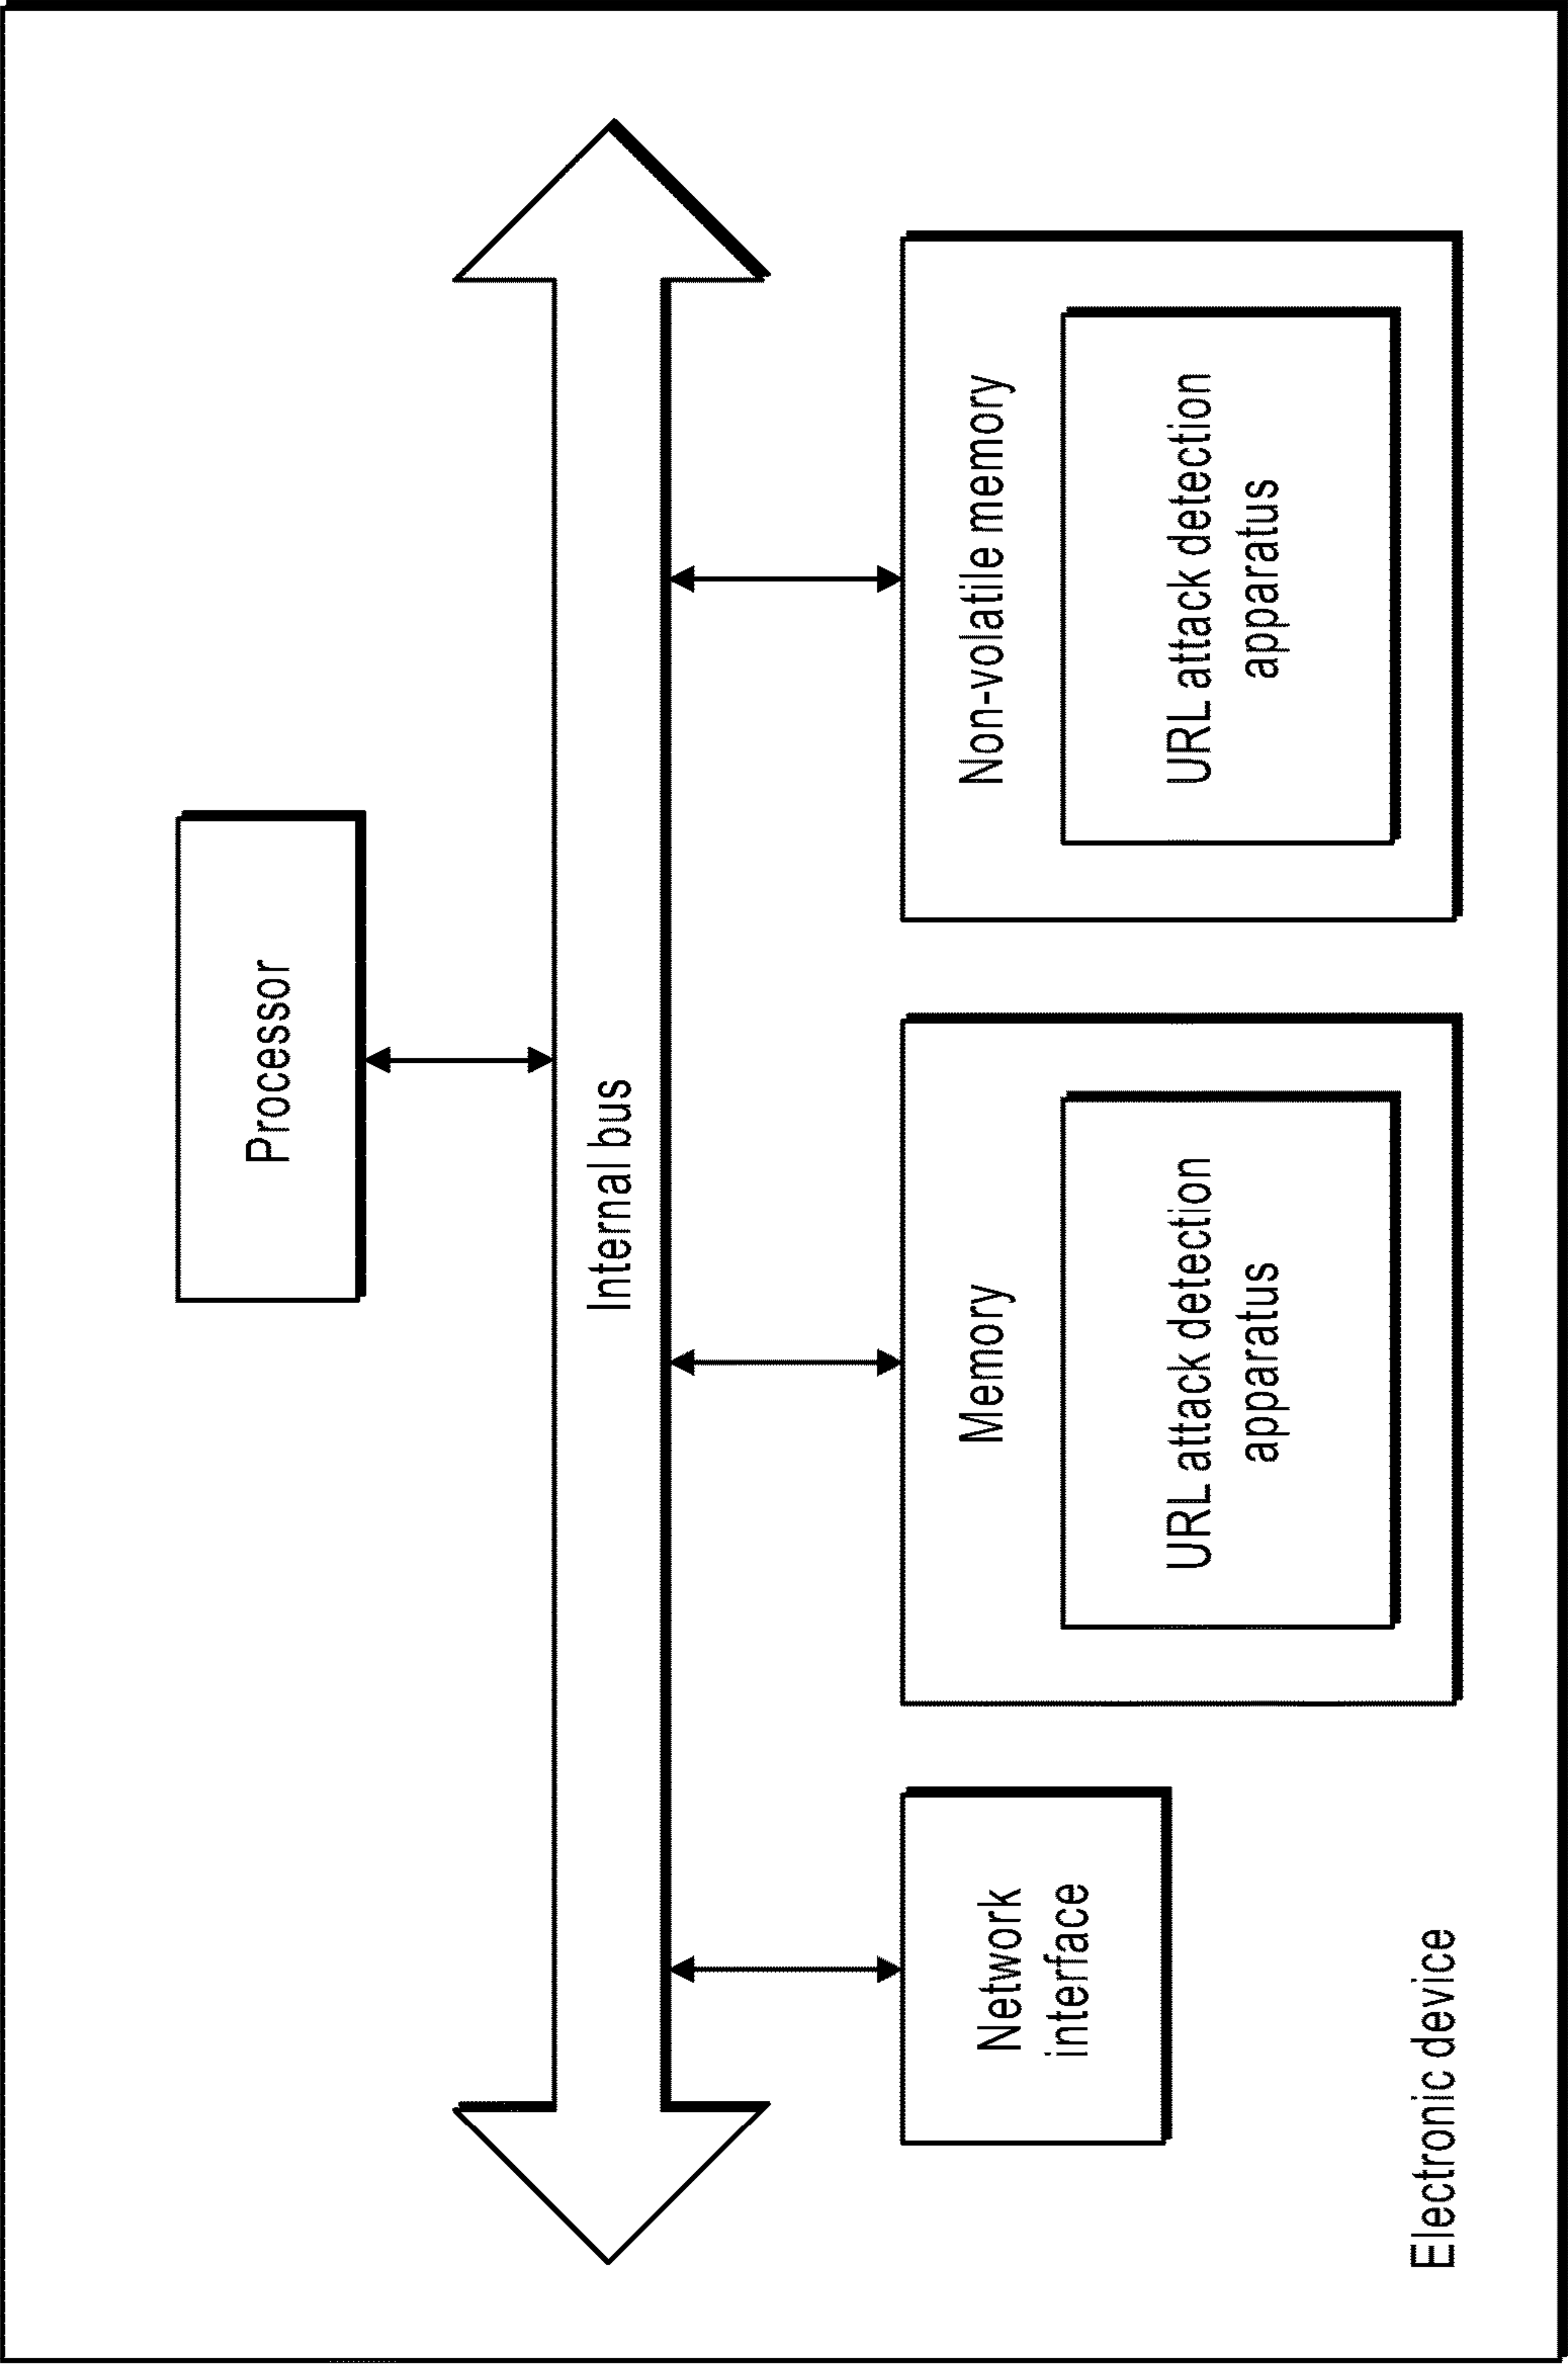 Processor
Internal bus
Network
interface
Memory
URL attack detection
apparatus
Non-volatile memory
URL attack detection
apparatus
Electronic device